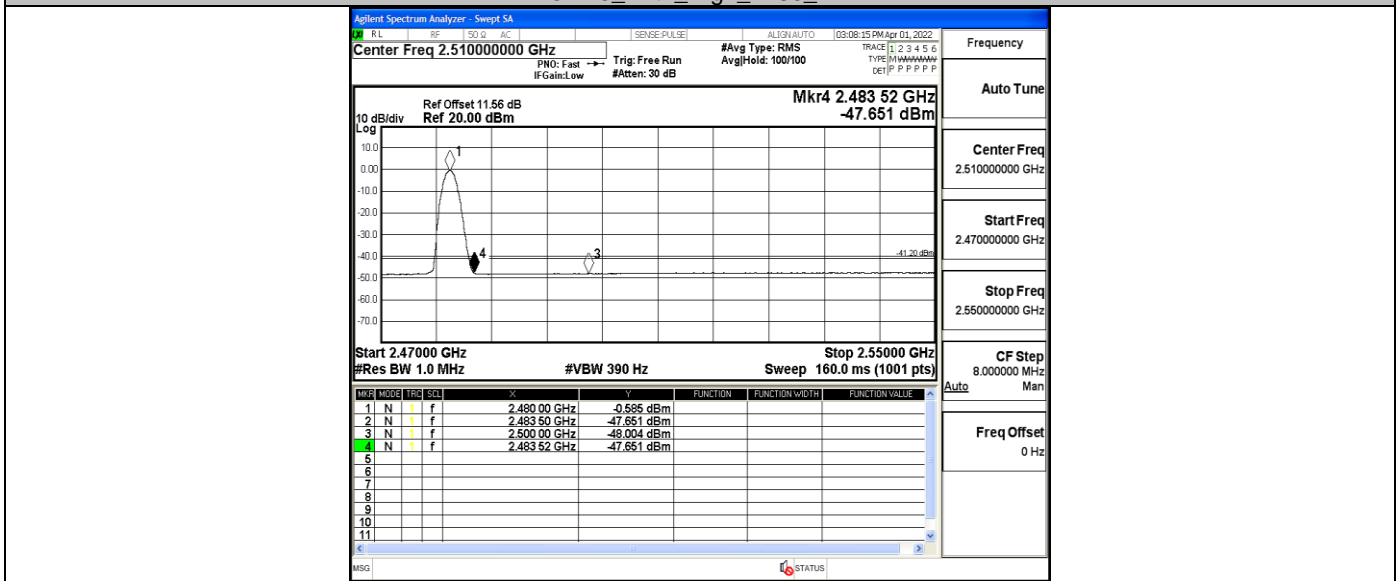 Agilent Spectrum Analyzer - Swept SA
RL RF 50 Ω AC SENSE:PULSE ALIGNAUTO 03:08:15 PM Apr 01, 2022
Center Freq 2.510000000 GHz
PNO: Fast
IFGain:Low
Trig: Free Run
#Atten: 30 dB
#Avg Type: RMS
Avg|Hold: 100/100
TRACE 1 2 3 4 5 6
TYPE MWWWWW
DET P P P P P P
Ref Offset 11.56 dB
10 dB/div Ref 20.00 dBm
Log
Mkr4 2.483 52 GHz
-47.651 dBm
10.0
0.00
-10.0
-20.0
-30.0
-40.0
-50.0
-60.0
-70.0
1
4
3
-41.20 dBm
Start 2.47000 GHz Stop 2.55000 GHz
#Res BW 1.0 MHz #VBW 390 Hz Sweep 160.0 ms (1001 pts)
MKR MODE TRC SCL X Y FUNCTION FUNCTION WIDTH FUNCTION VALUE
1 N 1 f 2.480 00 GHz -0.585 dBm
2 N 1 f 2.483 50 GHz -47.651 dBm
3 N 1 f 2.500 00 GHz -48.004 dBm
4 N 1 f 2.483 52 GHz -47.651 dBm
5
6
7
8
9
10
11
MSG STATUS
Frequency
Auto Tune
Center Freq
2.510000000 GHz
Start Freq
2.470000000 GHz
Stop Freq
2.550000000 GHz
CF Step
8.000000 MHz
Auto Man
Freq Offset
0 Hz